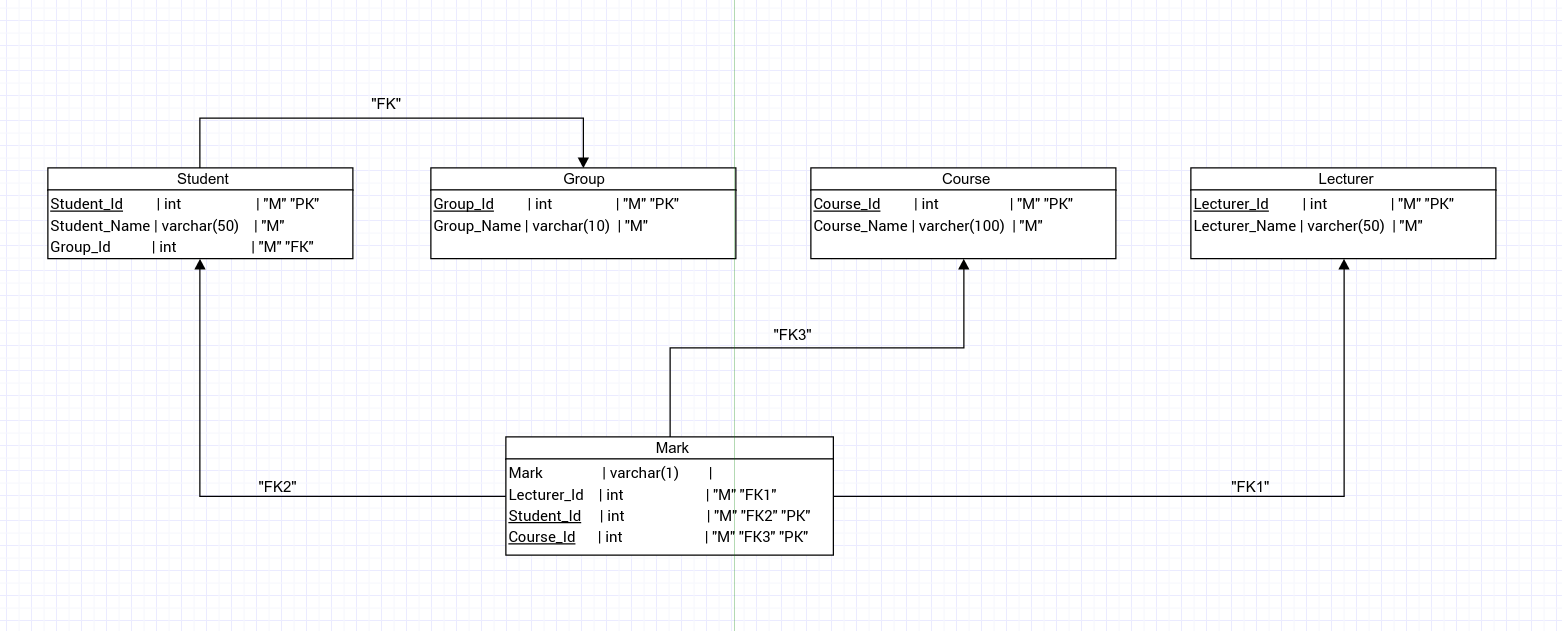 "FK"
Student
Student_Id | int | "M" "PK"
Student_Name | varchar(50) | "M"
Group_Id | int | "M" "FK"
Group
Group_Id | int | "M" "PK"
Group_Name | varchar(10) | "M"
Course
Course_Id | int | "M" "PK"
Course_Name | varcher(100) | "M"
Lecturer
Lecturer_Id | int | "M" "PK"
Lecturer_Name | varcher(50) | "M"
"FK3"
"FK2"
"FK1"
Mark
Mark | varchar(1) |
Lecturer_Id | int | "M" "FK1"
Student_Id | int | "M" "FK2" "PK"
Course_Id | int | "M" "FK3" "PK"